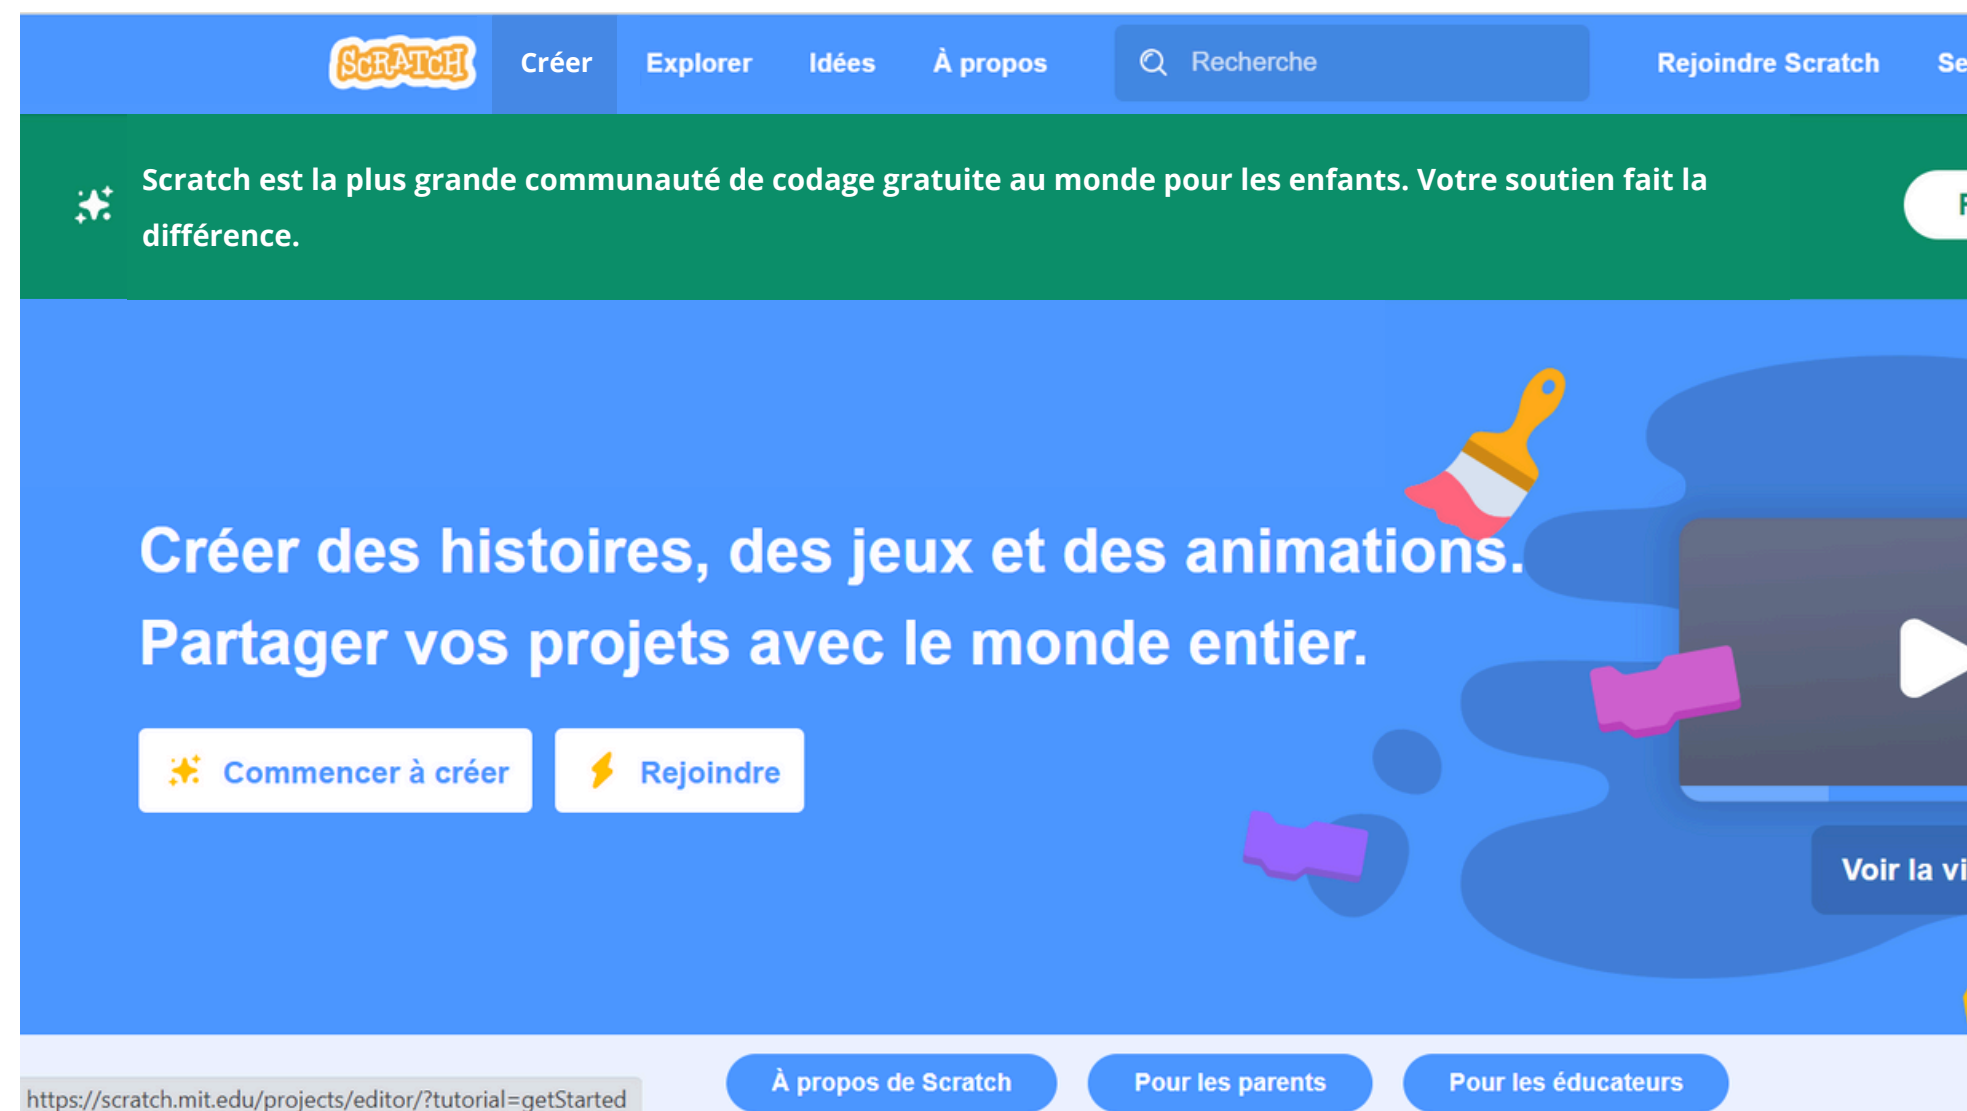 SCRATCH Créer Explorer Idées À propos Recherche Rejoindre Scratch Se
Scratch est la plus grande communauté de codage gratuite au monde pour les enfants. Votre soutien fait la
différence.
Créer des histoires, des jeux et des animations.
Partager vos projets avec le monde entier.
Commencer à créer Rejoindre
Voir la vi
À propos de Scratch Pour les parents Pour les éducateurs
https://scratch.mit.edu/projects/editor/?tutorial=getStarted